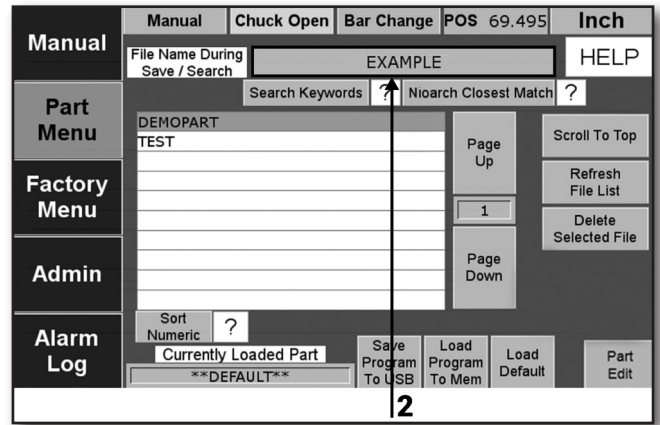 Manual
Part
Menu
Factory
Menu
Admin
Alarm
Log
Manual
Chuck Open
Bar Change
POS 69.495
Inch
File Name During
Save / Search
EXAMPLE
HELP
Search Keywords
?
Nioarch Closest Match
?
DEMOPART
TEST
Page
Up
1
Page
Down
Scroll To Top
Refresh
File List
Delete
Selected File
Sort
Numeric
?
Currently Loaded Part
**DEFAULT**
Save
Program
To USB
Load
Program
To Mem
Load
Default
Part
Edit
2